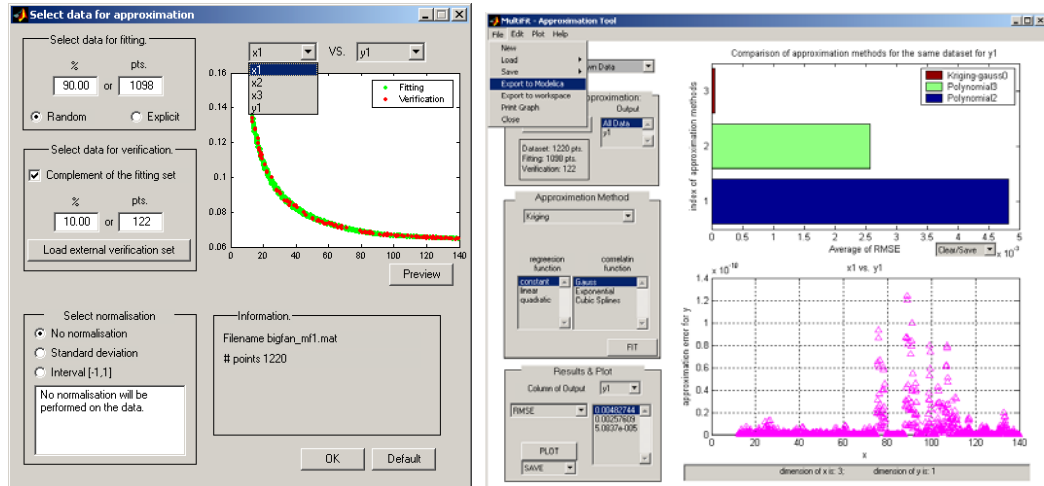 Select data for approximation
Select data for fitting.
% pts.
90.00 or 1098
Random Explicit
Select data for verification.
Complement of the fitting set
% pts.
10.00 or 122
Load external verification set
x1 VS. y1
x1
x2
x3
y1
Fitting
Verification
0.16
0.14
0.12
0.1
0.08
0.06
0 20 40 60 80 100 120 140
Preview
Select normalisation
No normalisation
Standard deviation
Interval [-1,1]
No normalisation will be
performed on the data.
Information.
Filename bigfan_mf1.mat
# points 1220
OK Default
MultiFit - Approximation Tool
File Edit Plot Help
New
Load
Save
Export to Modelica
Export to workspace
Print Graph
Close
wn Data
proximation:
Output
All Data
y1
Dataset: 1220 pts.
Fitting: 1098 pts.
Verification: 122
Approximation Method
Kriging
regreesion correlatin
function function
constant Gauss
linear Exponential
quadratic Cubic Splines
FIT
Results & Plot
Column of Output y1
RMSE 0.00482744
0.00257609
5.0837e-005
PLOT
SAVE
Comparison of approximation methods for the same dataset for y1
Kriging-gauss0
Polynomial3
Polynomial2
index of approximation methods
3
2
1
0 0.5 1 1.5 2 2.5 3 3.5 4 4.5 5
Average of RMSE
Clear/Save
x 10-3
x1 vs. y1
approximation error for y
1.4
1.2
1
0.8
0.6
0.4
0.2
0
0 20 40 60 80 100 120 140
x
dimension of x is: 3; dimension of y is: 1